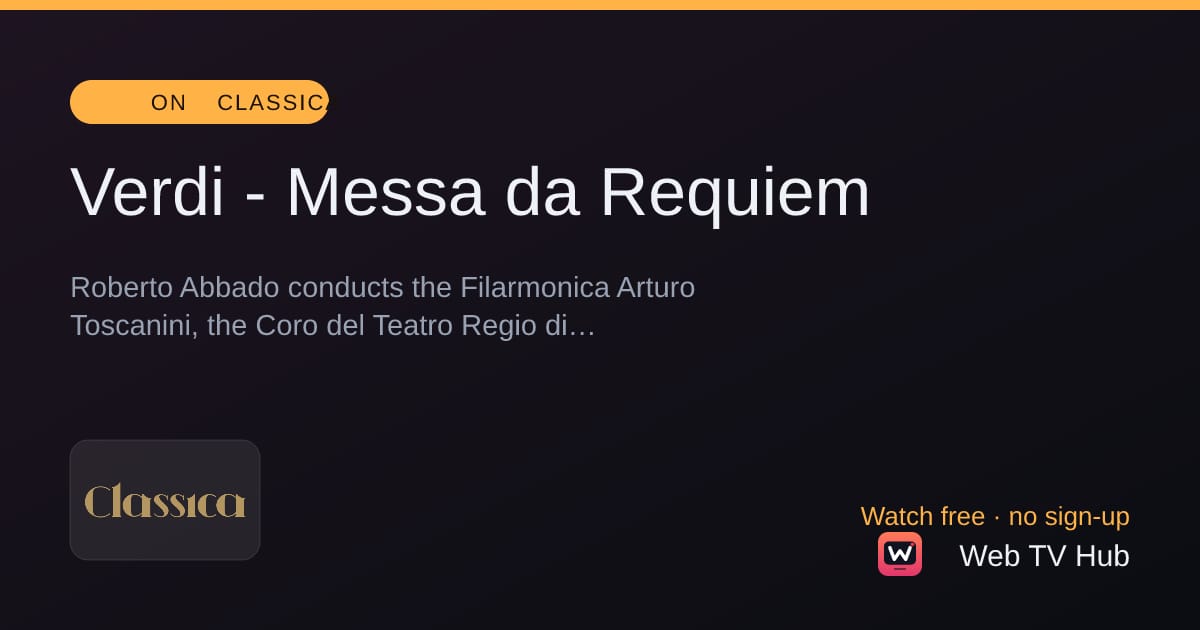 ON CLASSICA
Verdi - Messa da Requiem
Roberto Abbado conducts the Filarmonica Arturo
Toscanini, the Coro del Teatro Regio di…
Classica
Watch free · no sign-up
W
Web TV Hub